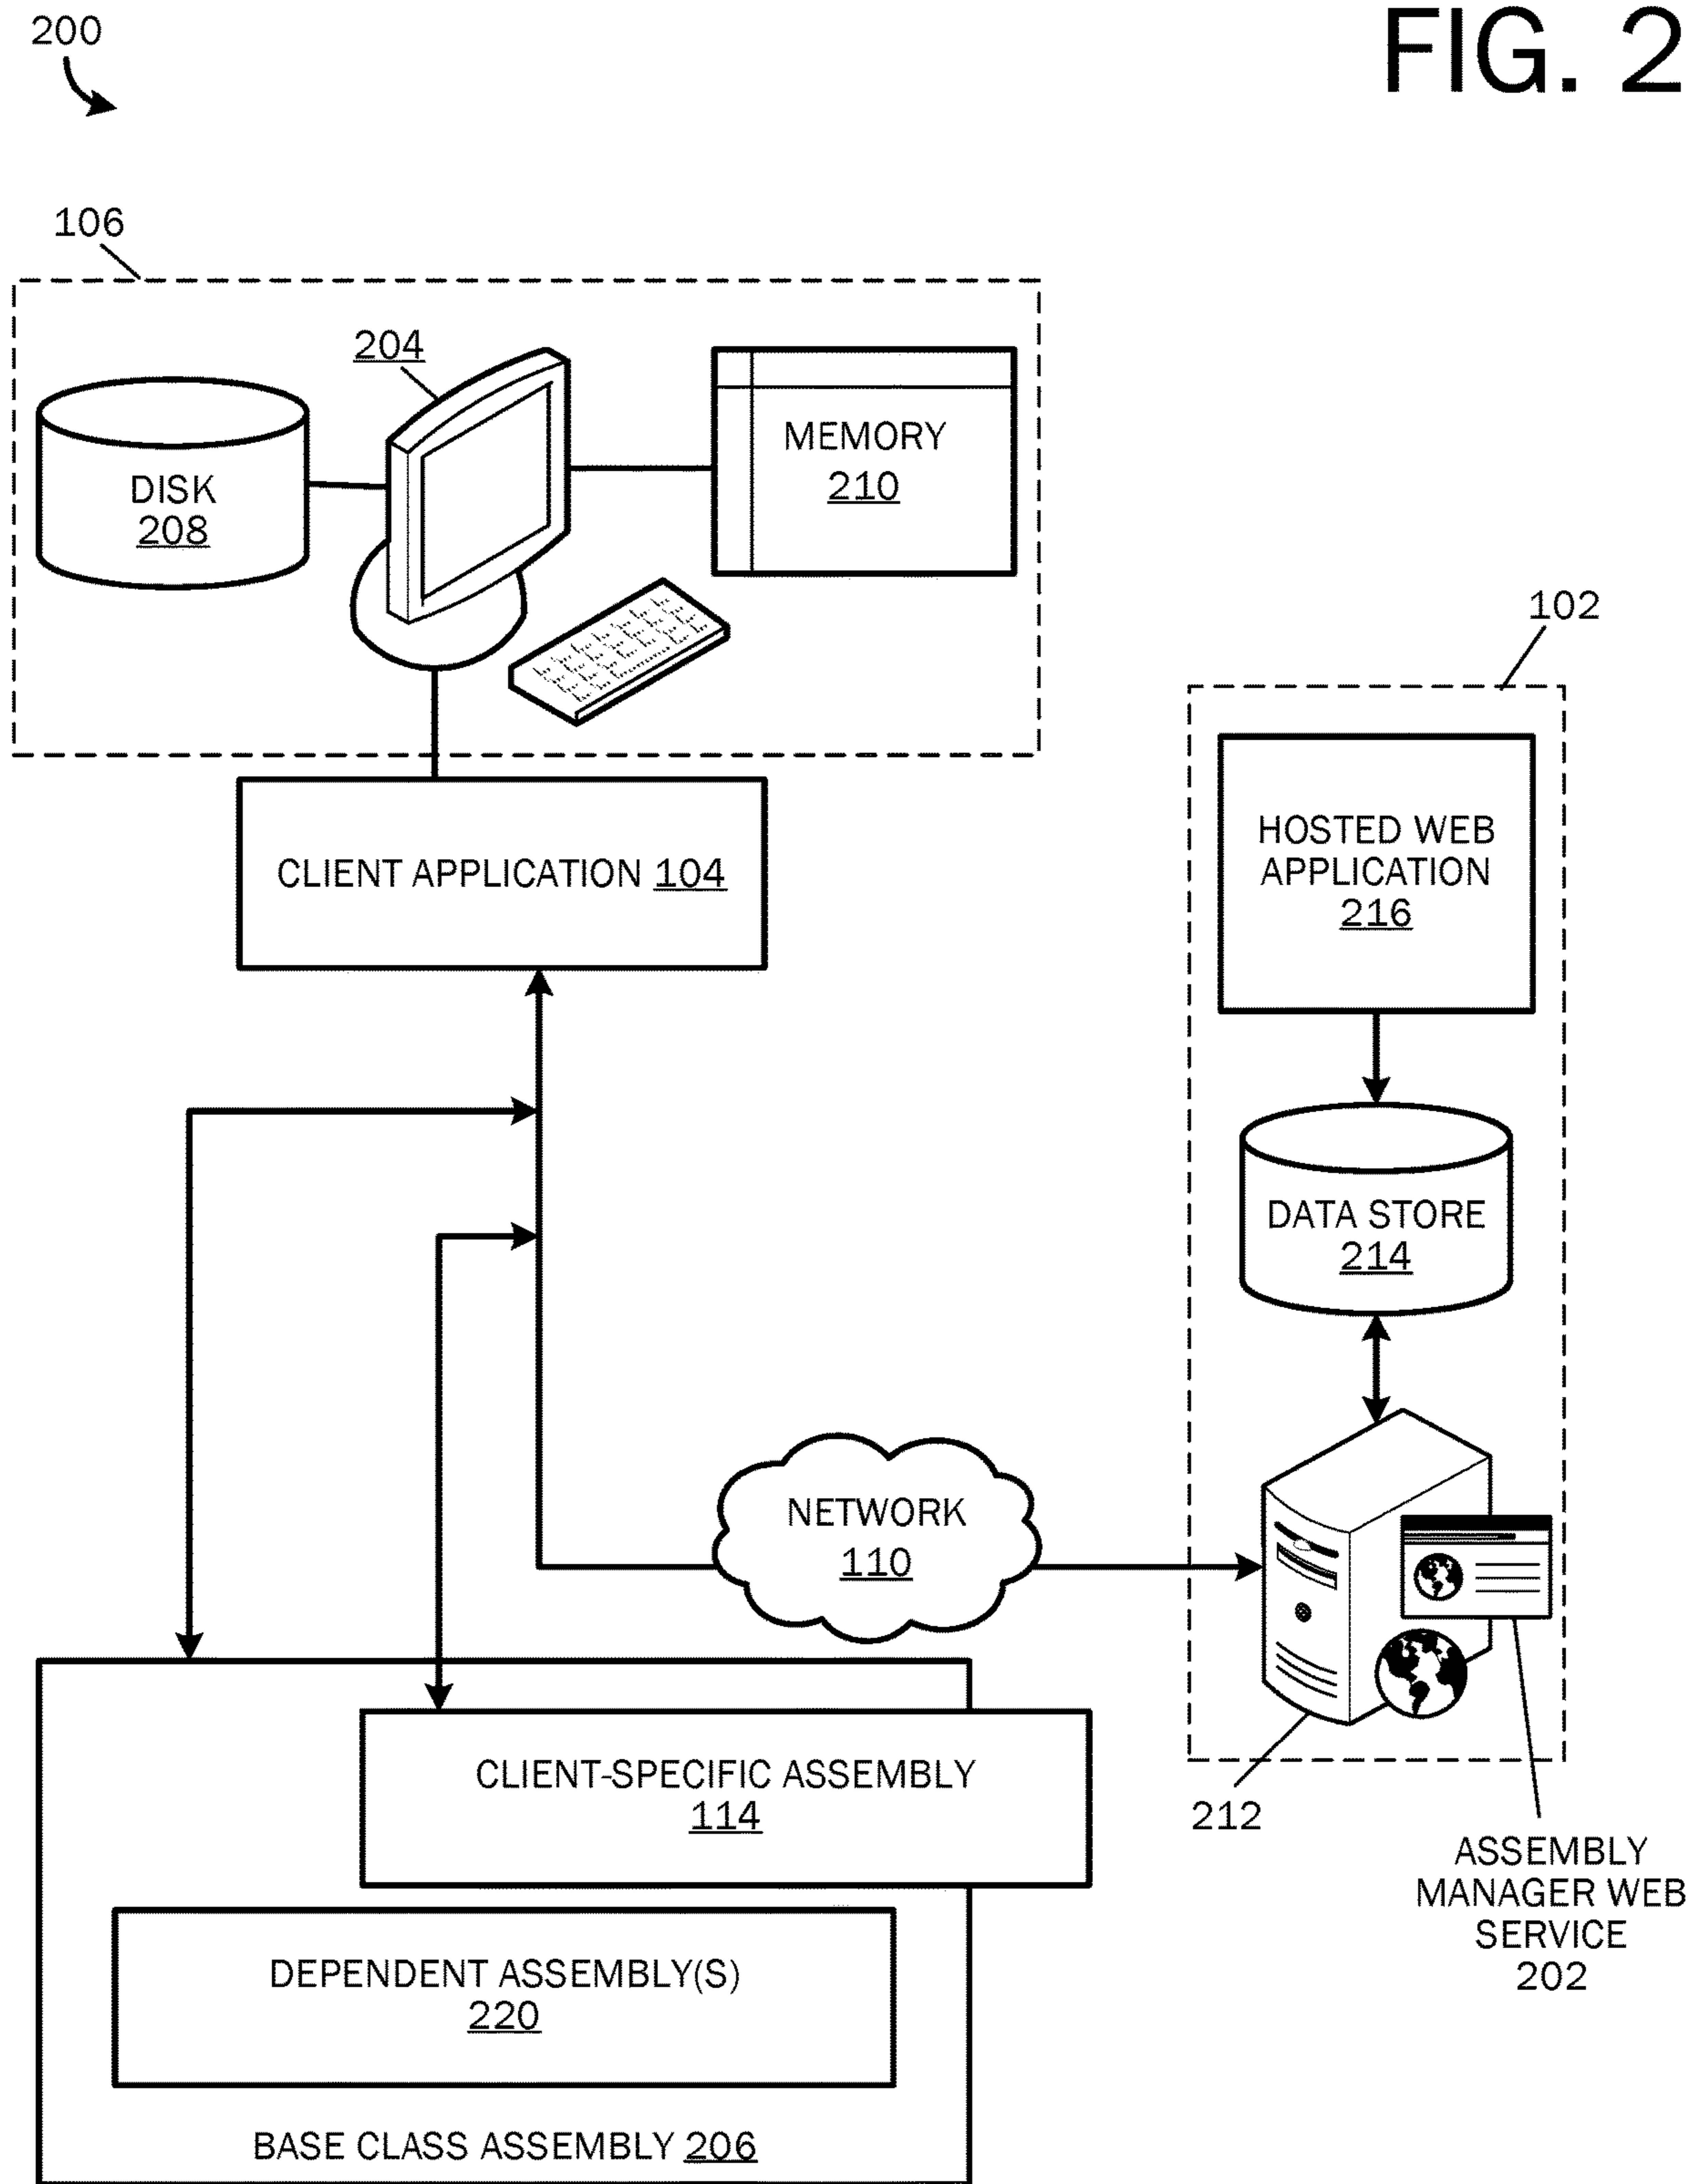 200
FIG. 2
106
204
DISK
208
MEMORY
210
102
CLIENT APPLICATION 104
HOSTED WEB
APPLICATION
216
DATA STORE
214
NETWORK
110
CLIENT-SPECIFIC ASSEMBLY
114
212
ASSEMBLY
MANAGER WEB
SERVICE
202
DEPENDENT ASSEMBLY(S)
220
BASE CLASS ASSEMBLY 206